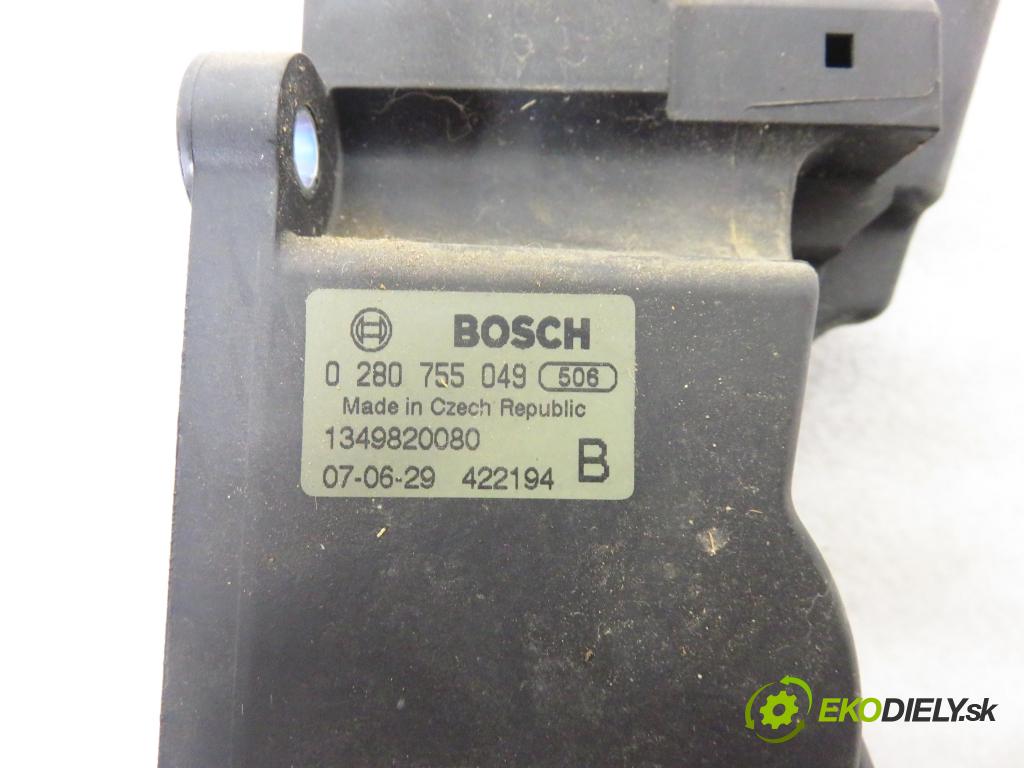 BOSCH
0 280 755 049 506
Made in Czech Republic
1349820080
07-06-29 422194 B
EKODIELY.sk